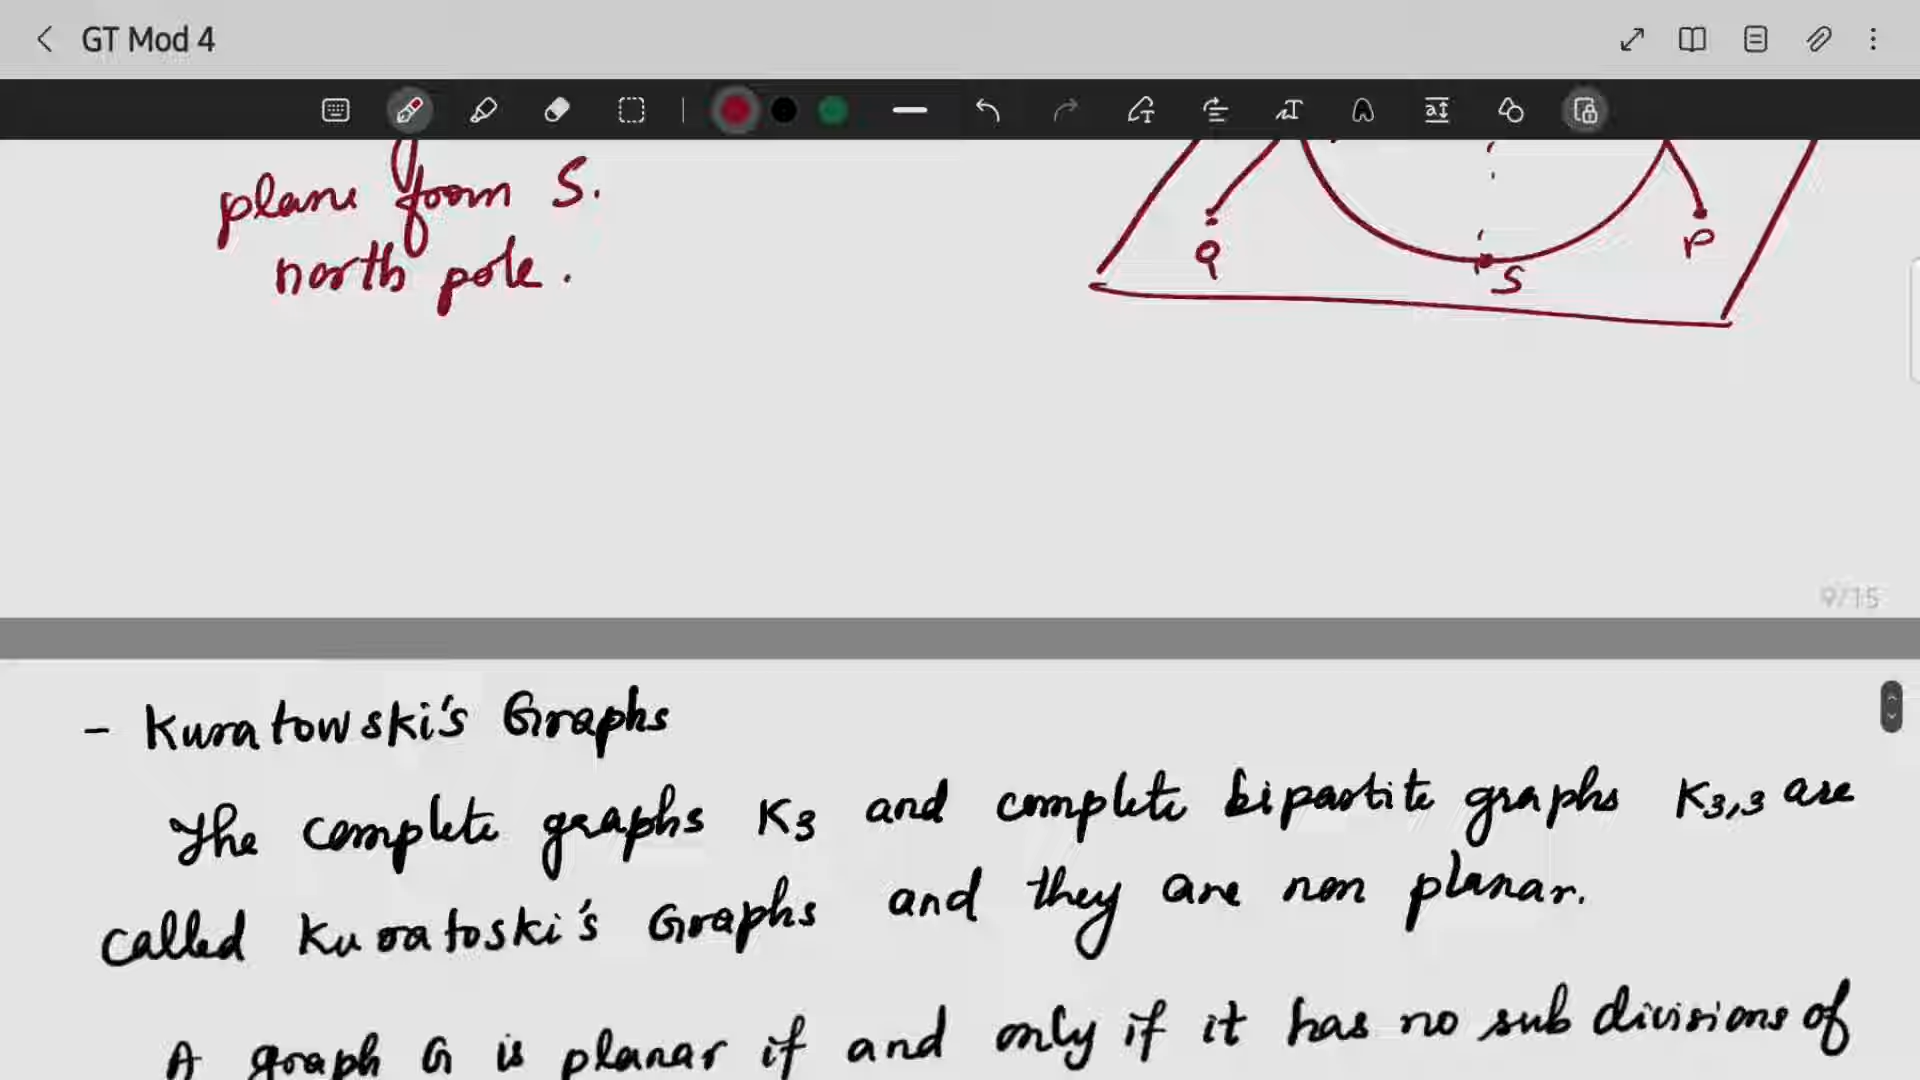 GT Mod 4
plane from S.
north pole.
Q
P
S
9/15
- Kuratowski's Graphs
The complete graphs K3 and complete bipartite graphs K3,3 are
called Kuratoski's Graphs and they are non planar.
A graph G is planar if and only if it has no sub divisions of